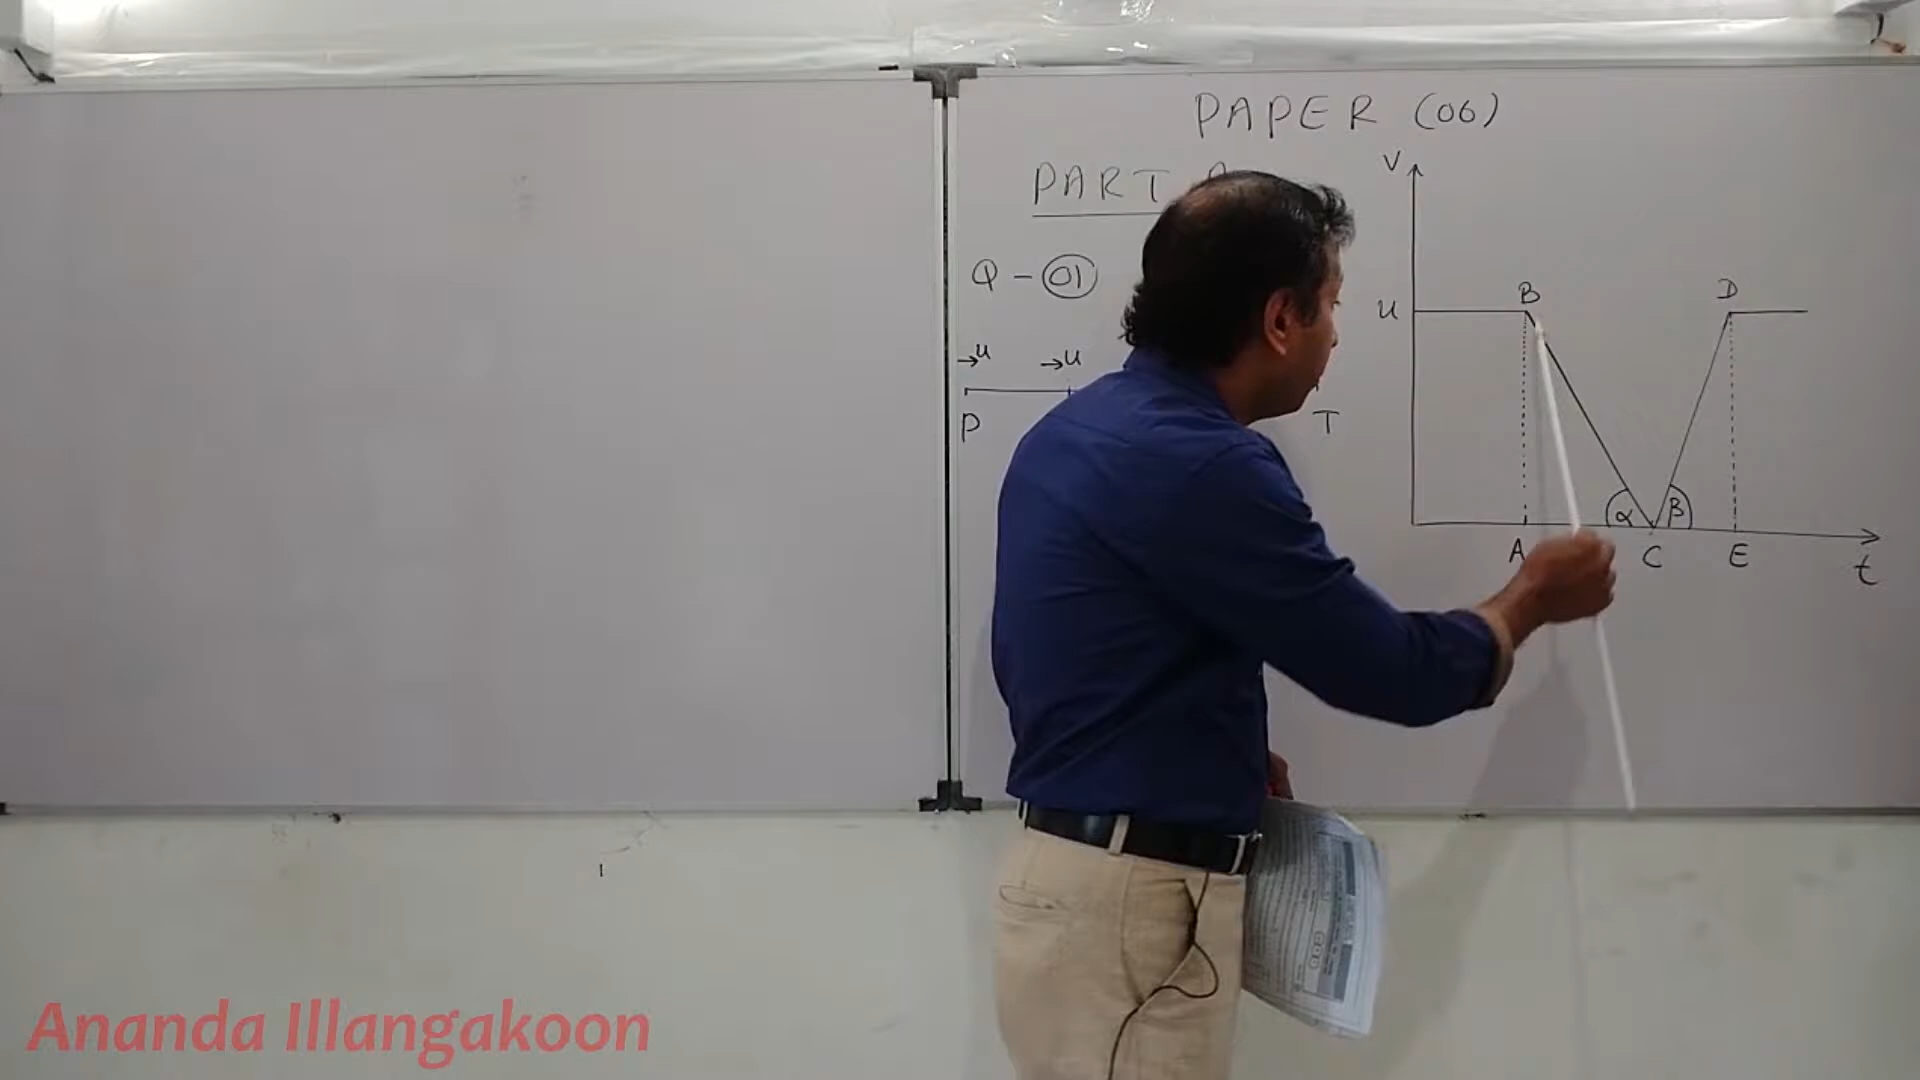 PAPER (06)
PART
Q - 01
u u
P T
V
u
B D
α β
A C E
t
Ananda Illangakoon